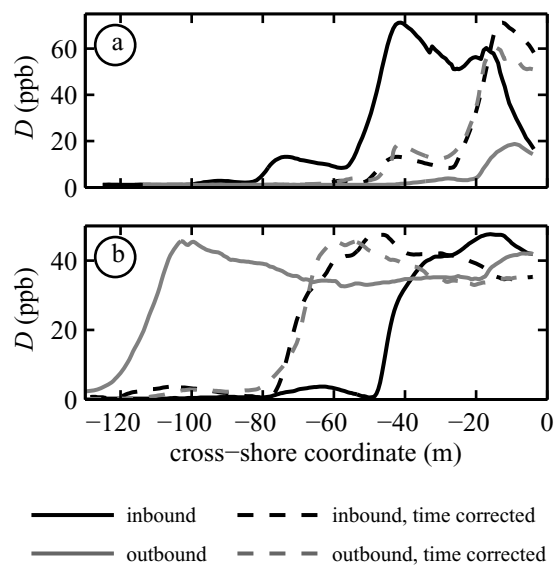 a
D (ppb)
60
40
20
0
b
D (ppb)
40
20
0
−120 −100 −80 −60 −40 −20 0
cross−shore coordinate (m)
inbound
inbound, time corrected
outbound
outbound, time corrected